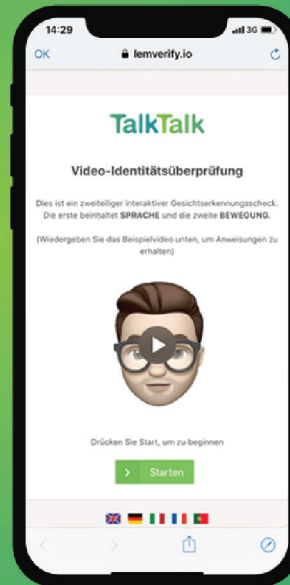 14:29
3G
OK
lemverify.io
TalkTalk
Video-Identitätsüberprüfung
Dies ist ein zweiteiliger interaktiver Gesichtserkennungsscheck.
Die erste beinhaltet SPRACHE und die zweite BEWEGUNG.
(Wiedergeben Sie das Beispielvideo unten, um Anweisungen zu
erhalten)
Drücken Sie Start, um zu beginnen
Starten